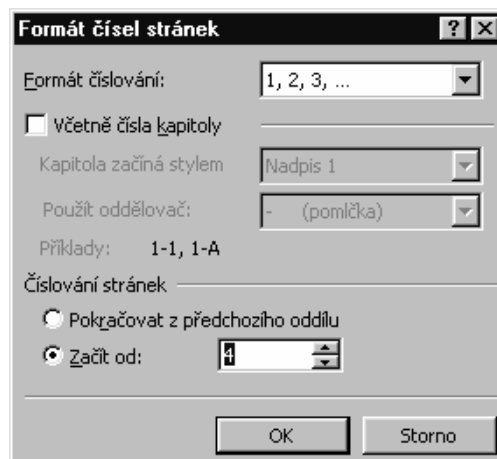 Formát čísel stránek
Formát číslování: 1, 2, 3, ...
Včetně čísla kapitoly
Kapitola začíná stylem Nadpis 1
Použít oddělovač: - (pomlčka)
Příklady: 1-1, 1-A
Číslování stránek
Pokračovat z předchozího oddílu
Začít od: 4
OK Storno